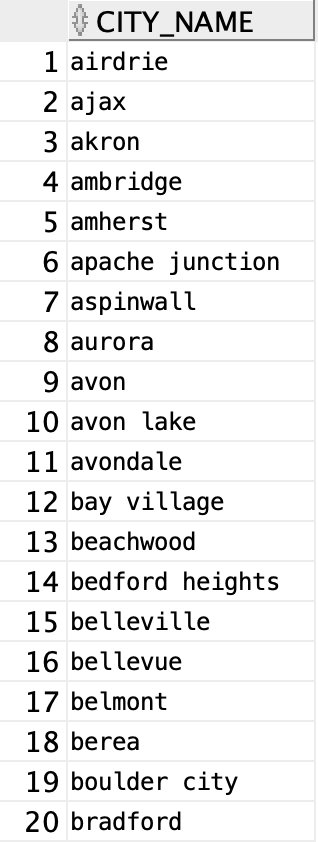 CITY_NAME
1 airdrie
2 ajax
3 akron
4 ambridge
5 amherst
6 apache junction
7 aspinwall
8 aurora
9 avon
10 avon lake
11 avondale
12 bay village
13 beachwood
14 bedford heights
15 belleville
16 bellevue
17 belmont
18 berea
19 boulder city
20 bradford